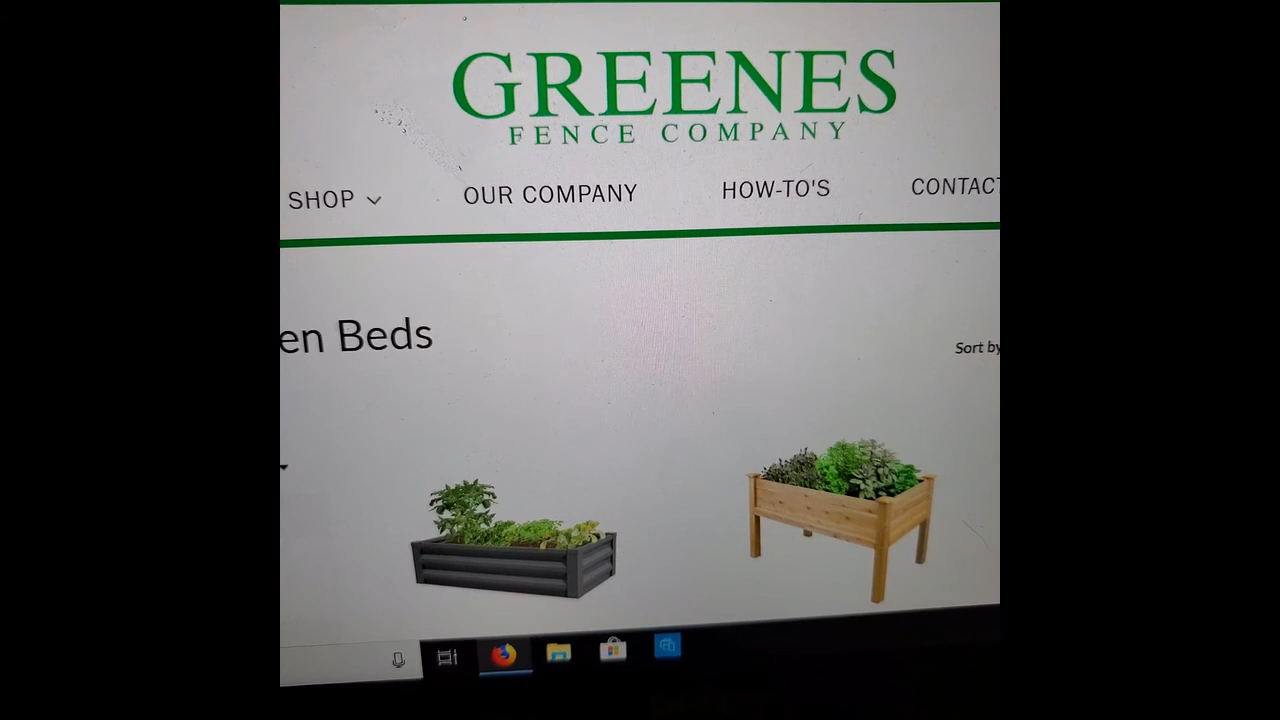 GREENES
FENCE COMPANY
SHOP OUR COMPANY HOW-TO'S CONTACT
en Beds
Sort by